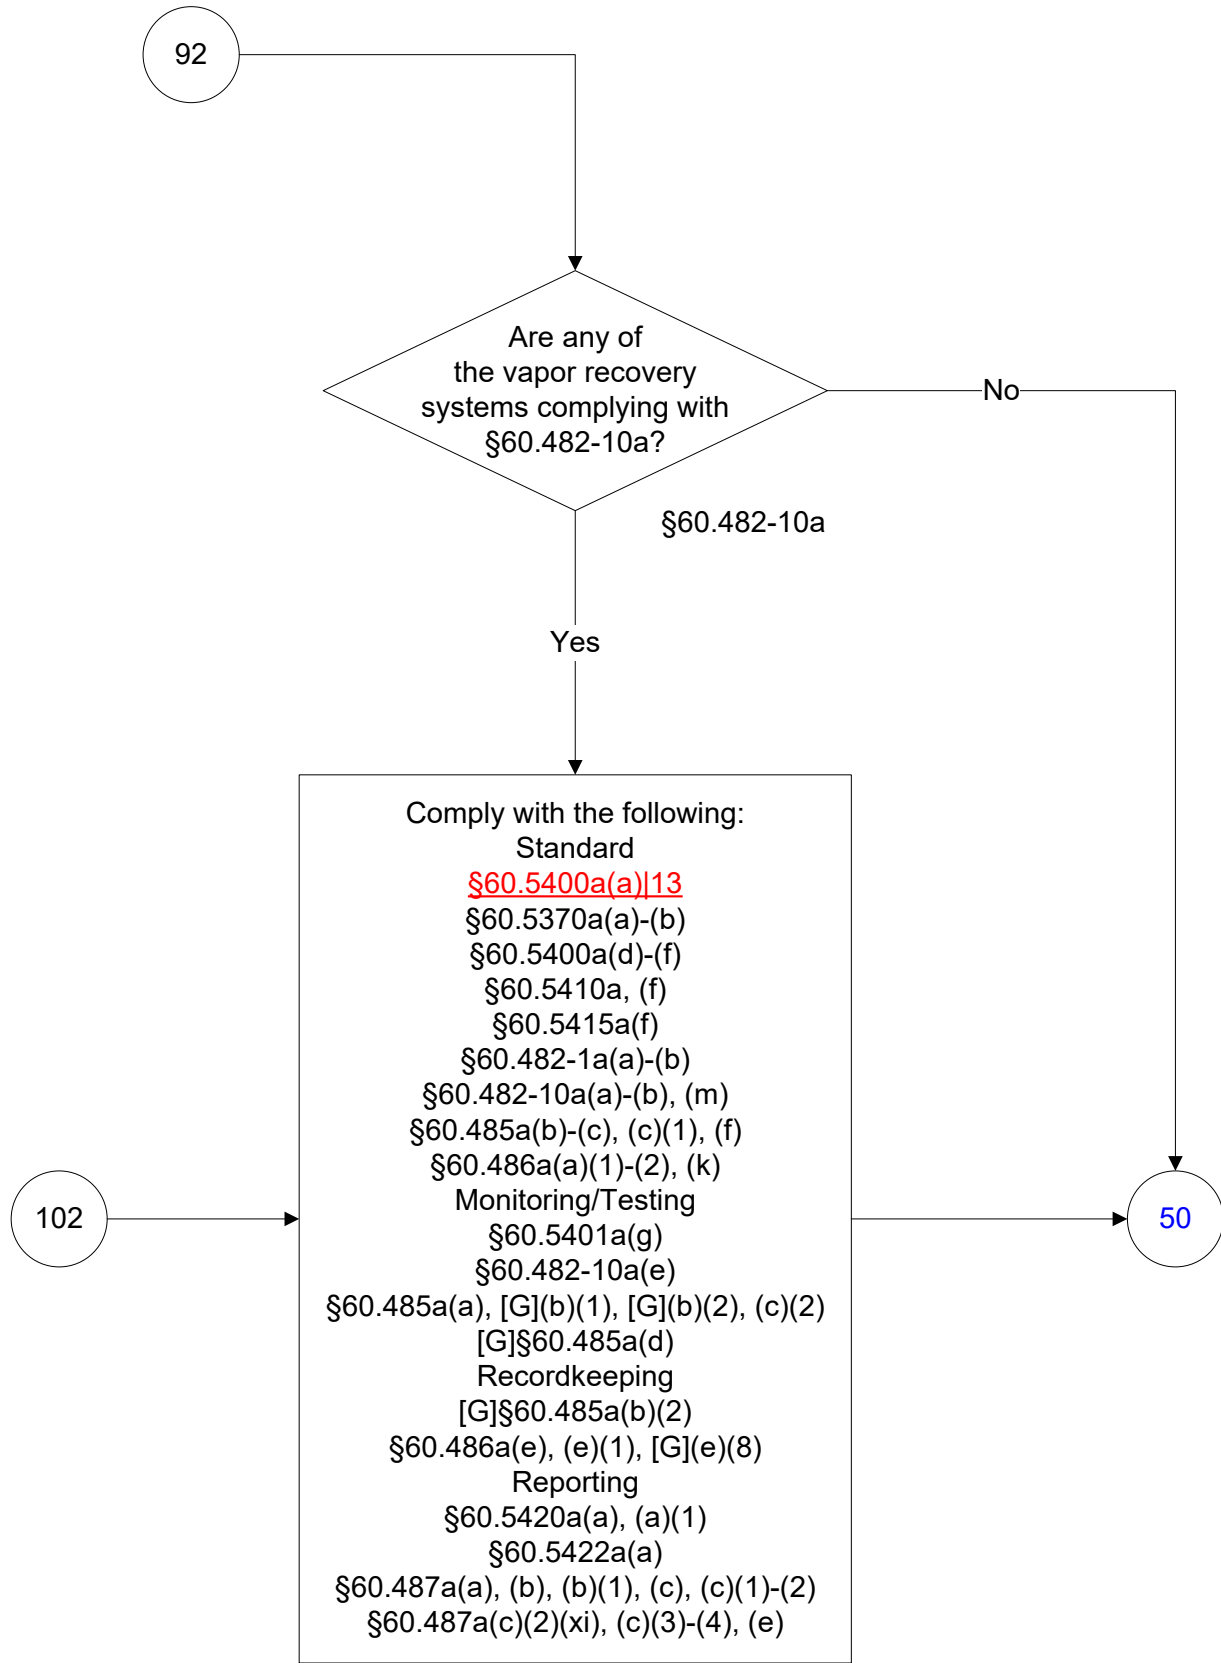 92
Are any of
the vapor recovery
systems complying with
§60.482-10a?
No
§60.482-10a
Yes
Comply with the following:
Standard
§60.5400a(a)|13
§60.5370a(a)-(b)
§60.5400a(d)-(f)
§60.5410a, (f)
§60.5415a(f)
§60.482-1a(a)-(b)
§60.482-10a(a)-(b), (m)
§60.485a(b)-(c), (c)(1), (f)
§60.486a(a)(1)-(2), (k)
Monitoring/Testing
§60.5401a(g)
§60.482-10a(e)
§60.485a(a), [G](b)(1), [G](b)(2), (c)(2)
[G]§60.485a(d)
Recordkeeping
[G]§60.485a(b)(2)
§60.486a(e), (e)(1), [G](e)(8)
Reporting
§60.5420a(a), (a)(1)
§60.5422a(a)
§60.487a(a), (b), (b)(1), (c), (c)(1)-(2)
§60.487a(c)(2)(xi), (c)(3)-(4), (e)
102
50